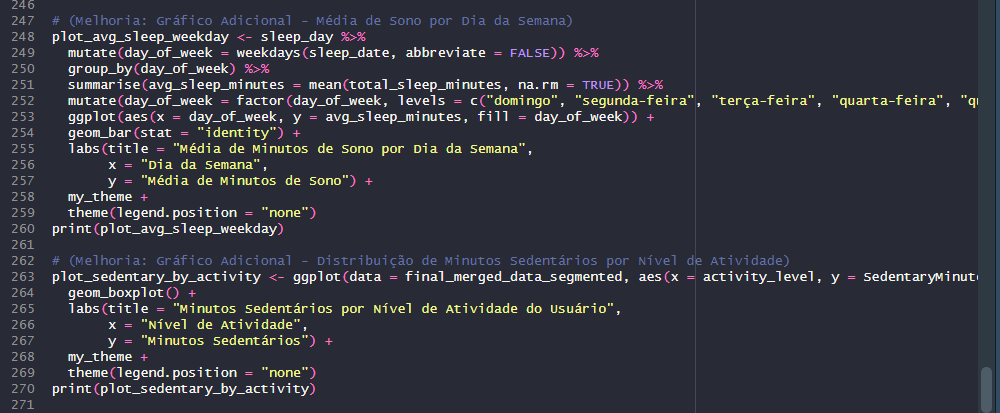 246
247 # (Melhoria: Gráfico Adicional - Média de Sono por Dia da Semana)
248 plot_avg_sleep_weekday <- sleep_day %>%
249   mutate(day_of_week = weekdays(sleep_date, abbreviate = FALSE)) %>%
250   group_by(day_of_week) %>%
251   summarise(avg_sleep_minutes = mean(total_sleep_minutes, na.rm = TRUE)) %>%
252   mutate(day_of_week = factor(day_of_week, levels = c("domingo", "segunda-feira", "terça-feira", "quarta-feira",
253   ggplot(aes(x = day_of_week, y = avg_sleep_minutes, fill = day_of_week)) +
254   geom_bar(stat = "identity") +
255   labs(title = "Média de Minutos de Sono por Dia da Semana",
256        x = "Dia da Semana",
257        y = "Média de Minutos de Sono") +
258   my_theme +
259   theme(legend.position = "none")
260 print(plot_avg_sleep_weekday)
261
262 # (Melhoria: Gráfico Adicional - Distribuição de Minutos Sedentários por Nível de Atividade)
263 plot_sedentary_by_activity <- ggplot(data = final_merged_data_segmented, aes(x = activity_level, y = SedentaryMinute
264   geom_boxplot() +
265   labs(title = "Minutos Sedentários por Nível de Atividade do Usuário",
266        x = "Nível de Atividade",
267        y = "Minutos Sedentários") +
268   my_theme +
269   theme(legend.position = "none")
270 print(plot_sedentary_by_activity)
271